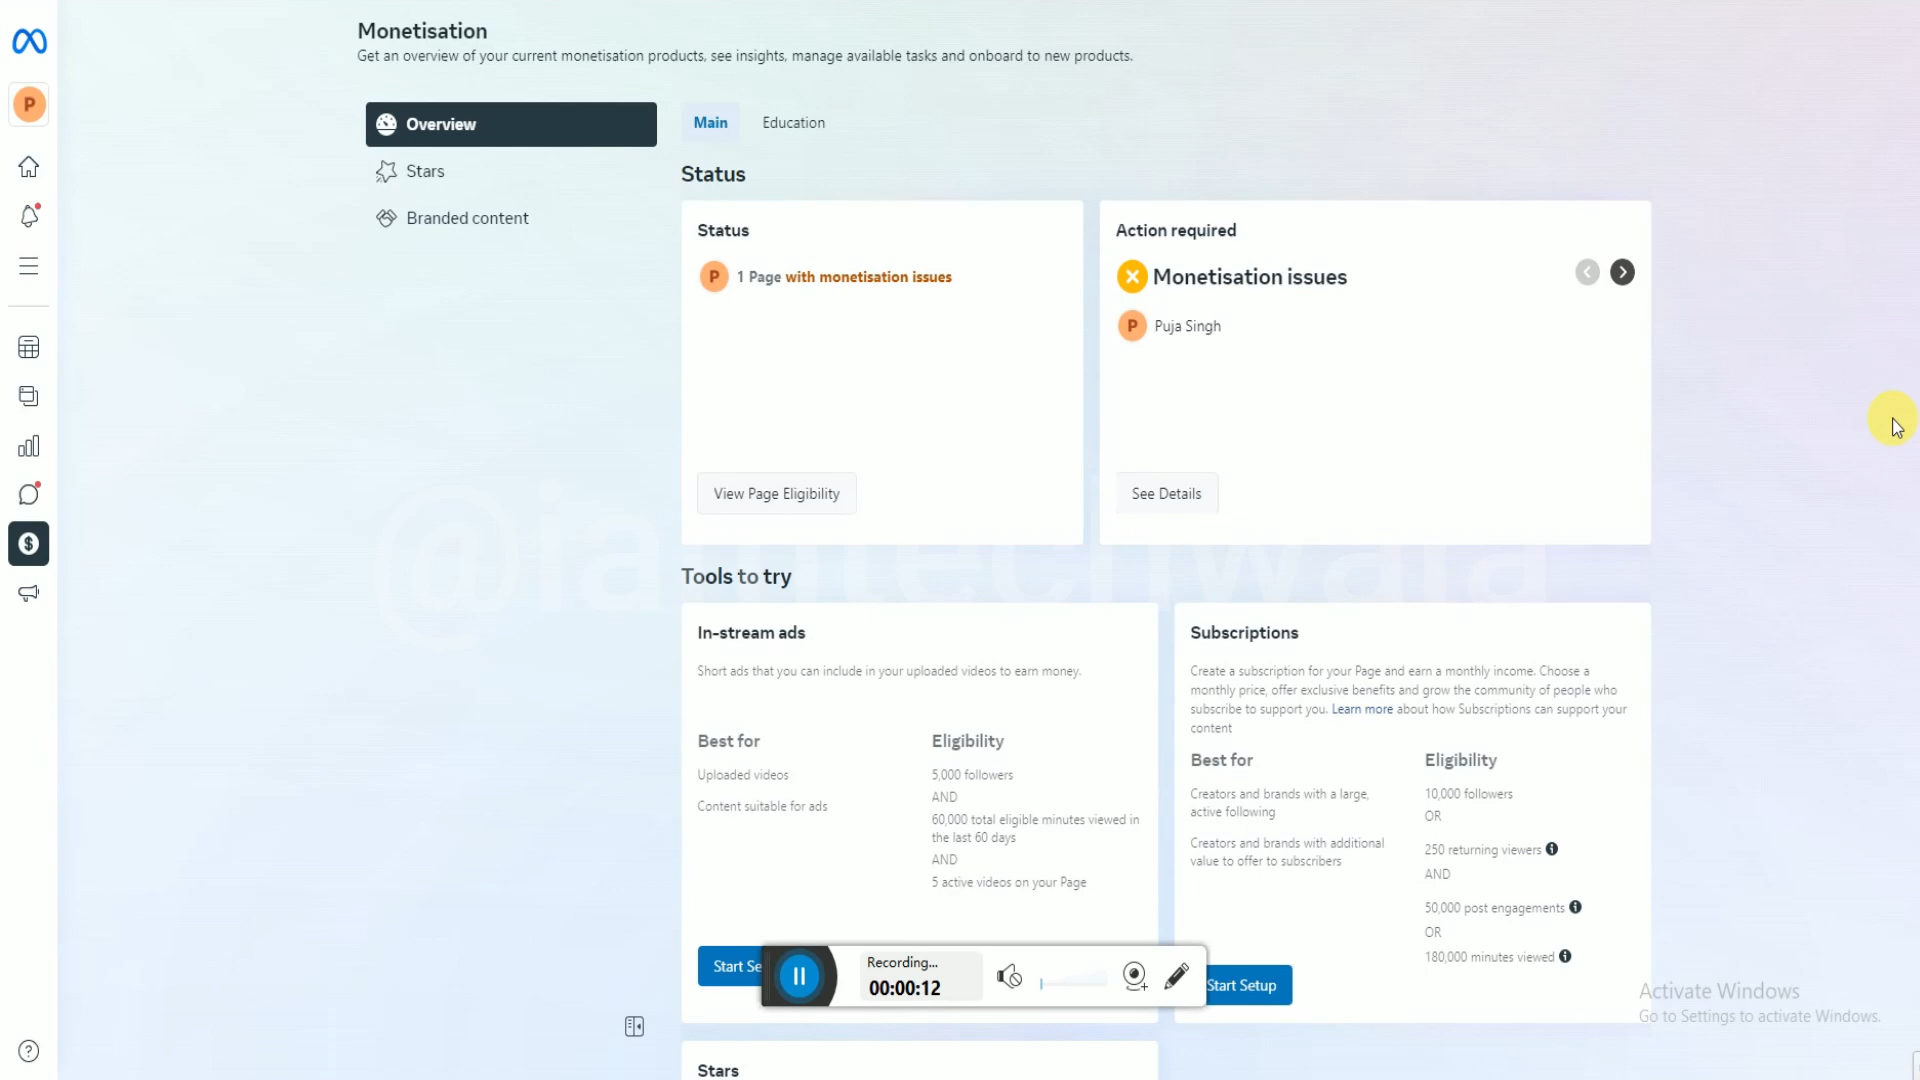 Monetisation
Get an overview of your current monetisation products, see insights, manage available tasks and onboard to new products.
P
Overview
Stars
Branded content
Main
Education
Status
Status
P 1 Page with monetisation issues
View Page Eligibility
Action required
Monetisation issues
P Puja Singh
See Details
@iamtechwala
Tools to try
In-stream ads
Short ads that you can include in your uploaded videos to earn money.
Best for
Uploaded videos
Content suitable for ads
Eligibility
5,000 followers
AND
60,000 total eligible minutes viewed in
the last 60 days
AND
5 active videos on your Page
Start Se
Subscriptions
Create a subscription for your Page and earn a monthly income. Choose a
monthly price, offer exclusive benefits and grow the community of people who
subscribe to support you. Learn more about how Subscriptions can support your
content
Best for
Creators and brands with a large,
active following
Creators and brands with additional
value to offer to subscribers
Eligibility
10,000 followers
OR
250 returning viewers
AND
50,000 post engagements
OR
180,000 minutes viewed
Start Setup
Recording...
00:00:12
Activate Windows
Go to Settings to activate Windows.
Stars